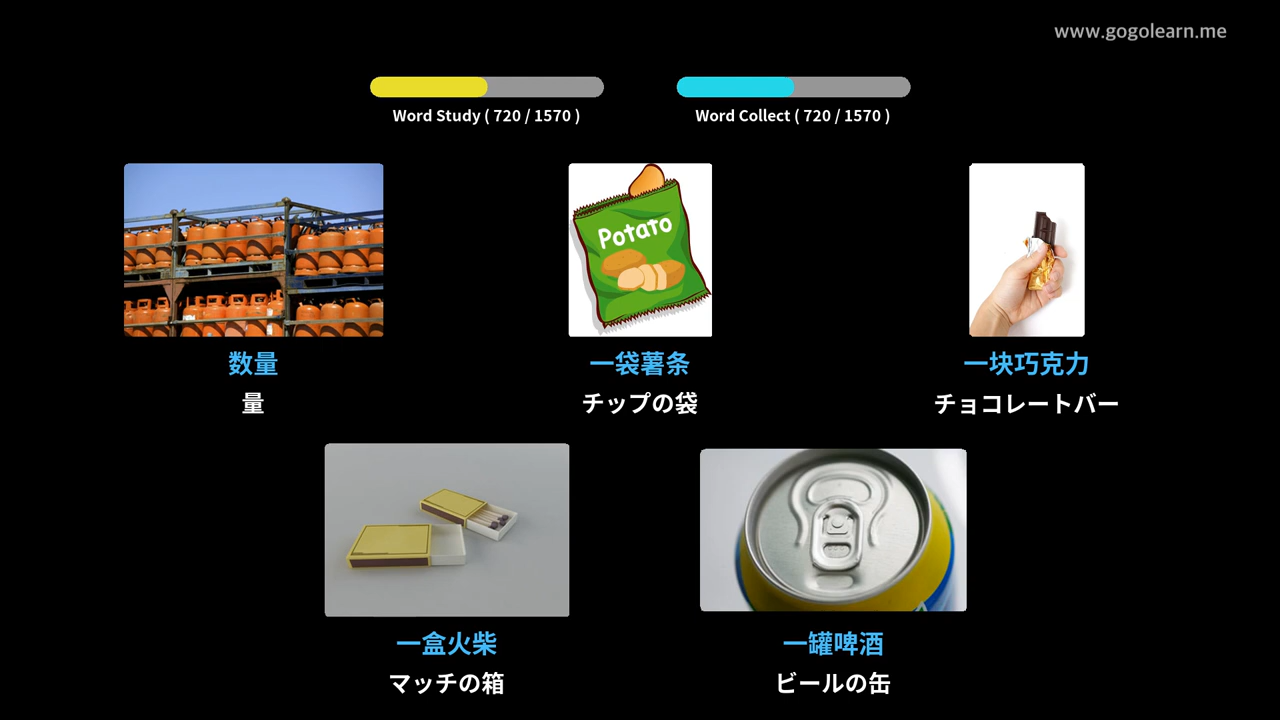 www.gogolearn.me
Word Study ( 720 / 1570 )
Word Collect ( 720 / 1570 )
Potato
数量
量
一袋薯条
チップの袋
一块巧克力
チョコレートバー
一盒火柴
マッチの箱
一罐啤酒
ビールの缶